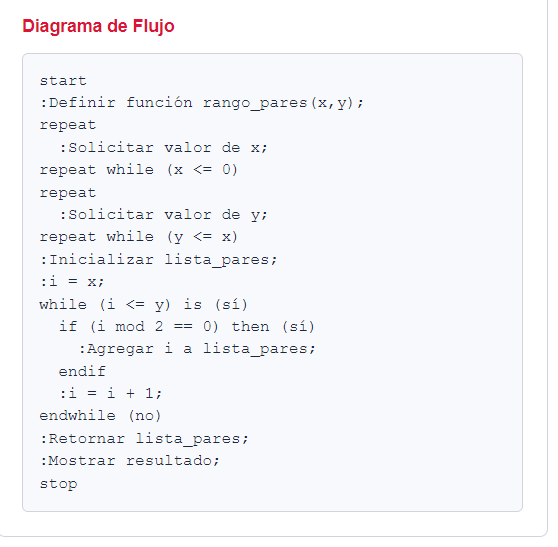 Diagrama de Flujo
start
:Definir función rango_pares(x,y);
repeat
  :Solicitar valor de x;
repeat while (x <= 0)
repeat
  :Solicitar valor de y;
repeat while (y <= x)
:Inicializar lista_pares;
:i = x;
while (i <= y) is (sí)
  if (i mod 2 == 0) then (sí)
    :Agregar i a lista_pares;
  endif
  :i = i + 1;
endwhile (no)
:Retornar lista_pares;
:Mostrar resultado;
stop